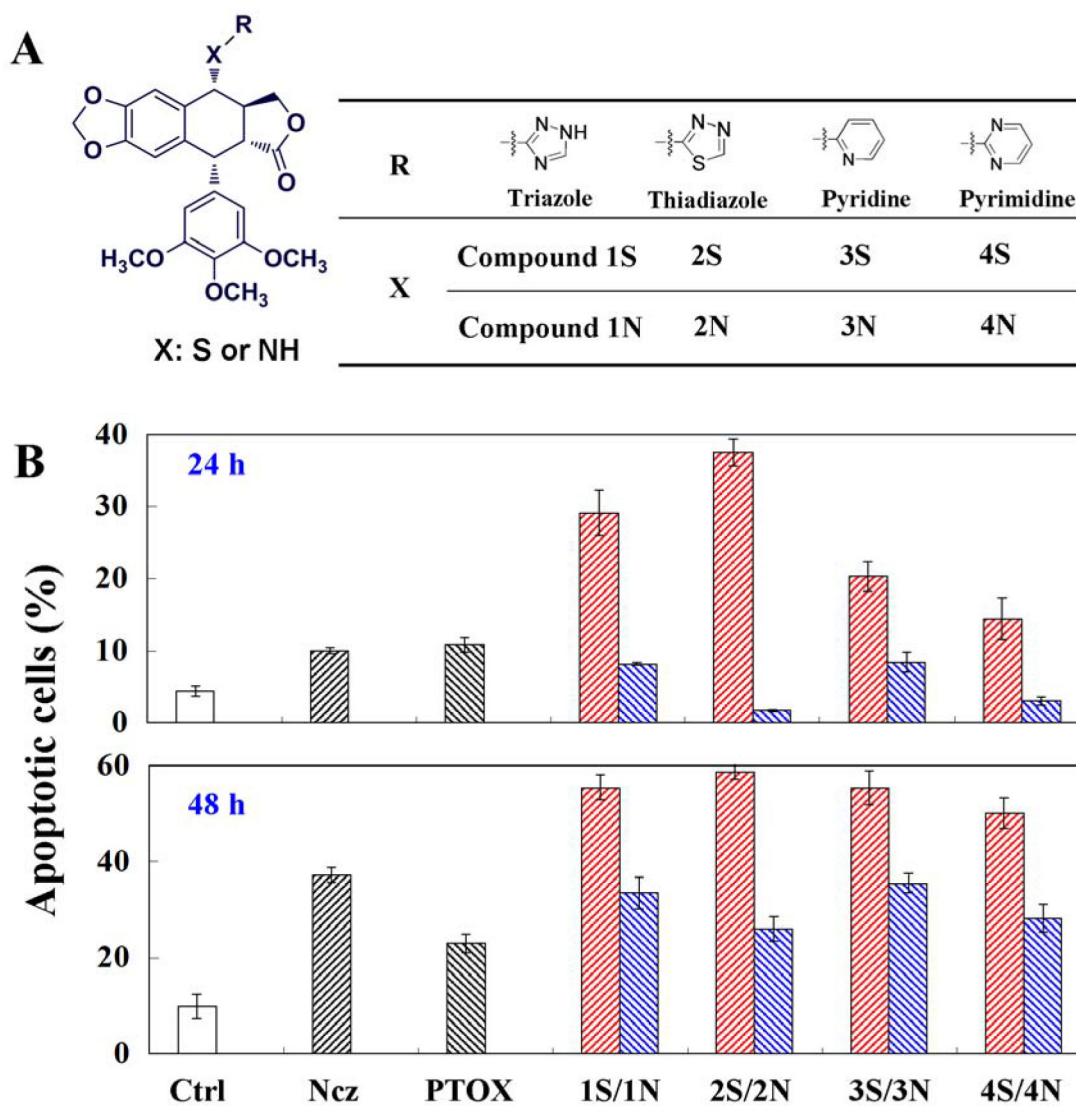 A
R
X
O
O
O
O
CH₃O
OCH₃
OCH₃
X: S or NH
R
N NH
N
N N
S
N
N
N
Triazole Thiadiazole Pyridine Pyrimidine
X
Compound 1S 2S 3S 4S
Compound 1N 2N 3N 4N
B
Apoptotic cells (%)
40
24 h
30
20
10
0
60
48 h
40
20
0
Ctrl Ncz PTOX 1S/1N 2S/2N 3S/3N 4S/4N